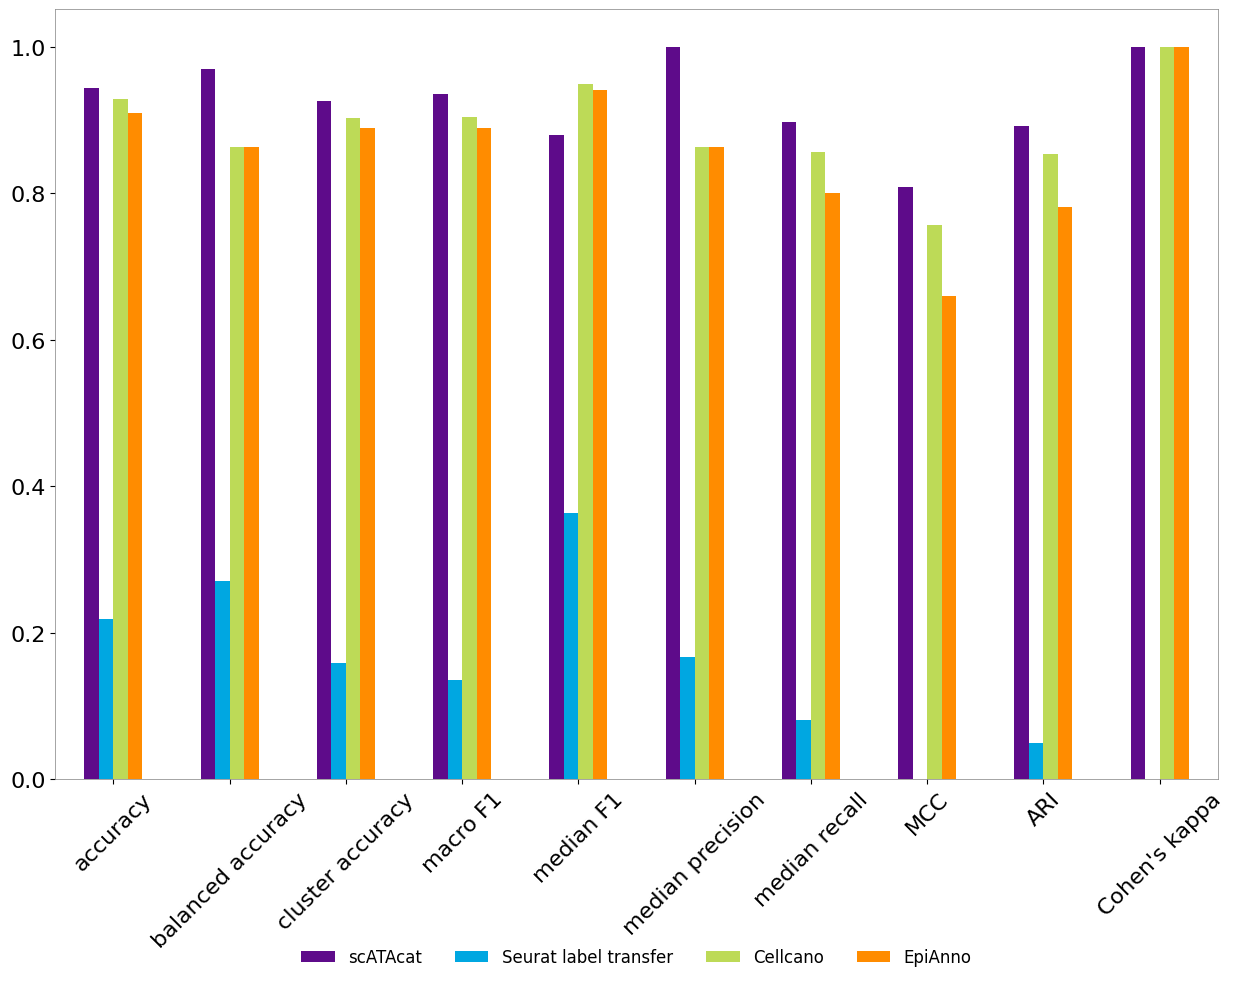 1.0
0.8
0.6
0.4
0.2
0.0
accuracy
balanced accuracy
cluster accuracy
macro F1
median F1
median precision
median recall
MCC
ARI
Cohen's kappa
scATAcat
Seurat label transfer
Cellcano
EpiAnno